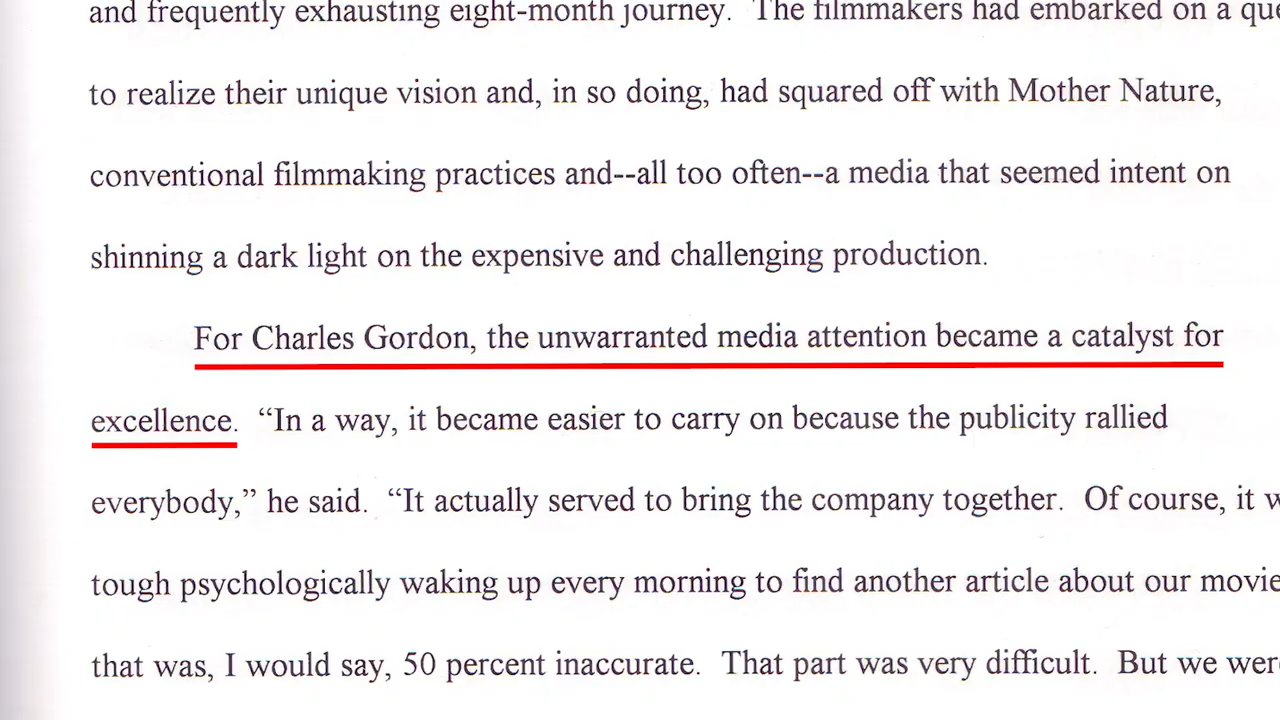 and frequently exhausting eight-month journey.  The filmmakers had embarked on a
to realize their unique vision and, in so doing, had squared off with Mother Nature,
conventional filmmaking practices and--all too often--a media that seemed intent on
shinning a dark light on the expensive and challenging production.
For Charles Gordon, the unwarranted media attention became a catalyst for
excellence.  “In a way, it became easier to carry on because the publicity rallied
everybody,” he said.  “It actually served to bring the company together.  Of course, it
tough psychologically waking up every morning to find another article about our movie
that was, I would say, 50 percent inaccurate.  That part was very difficult.  But we